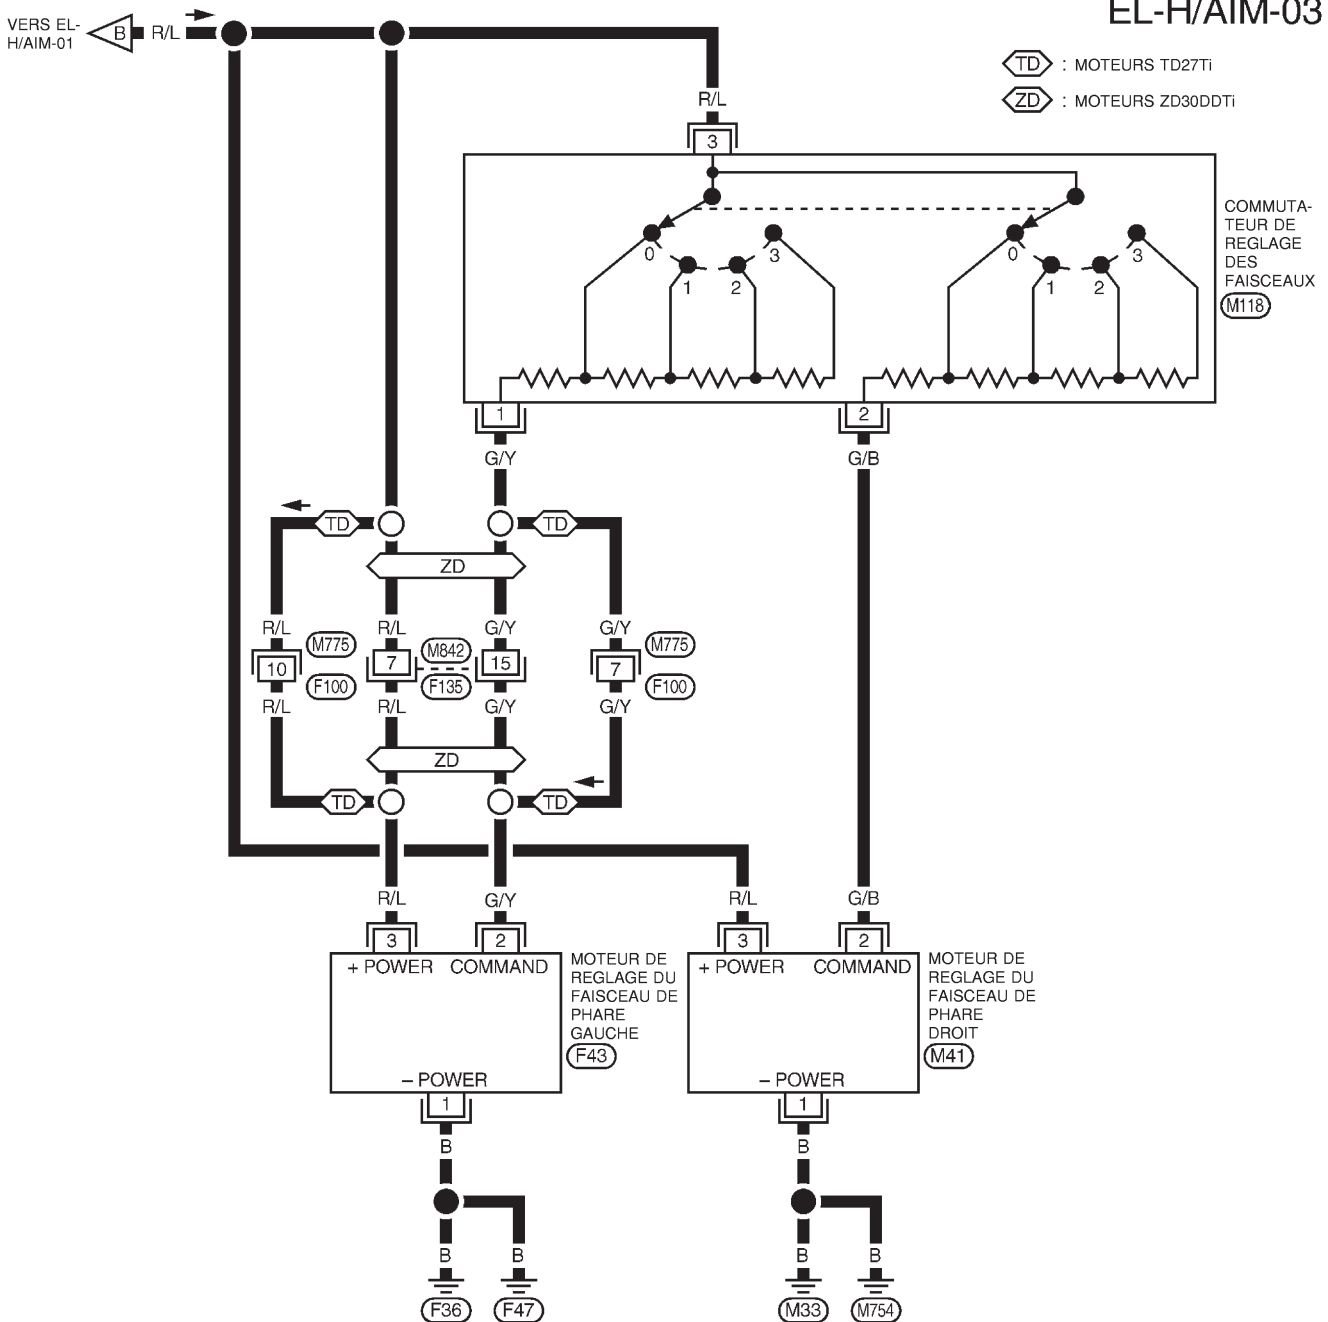 EL-H/AIM-03
VERS EL-
H/AIM-01
B
R/L
TD : MOTEURS TD27Ti
ZD : MOTEURS ZD30DDTi
R/L
3
COMMUTA-
TEUR DE
REGLAGE
DES
FAISCEAUX
M118
0
1
2
3
0
1
2
3
1
2
G/Y
G/B
TD
TD
ZD
R/L
R/L
G/Y
G/Y
M775
M842
M775
10
7
15
7
F100
F135
F100
R/L
R/L
G/Y
G/Y
ZD
TD
TD
R/L
G/Y
R/L
G/B
3
2
3
2
+ POWER
COMMAND
MOTEUR DE
REGLAGE DU
FAISCEAU DE
PHARE
GAUCHE
F43
+ POWER
COMMAND
MOTEUR DE
REGLAGE DU
FAISCEAU DE
PHARE
DROIT
M41
– POWER
– POWER
1
1
B
B
B
B
B
B
F36
F47
M33
M754